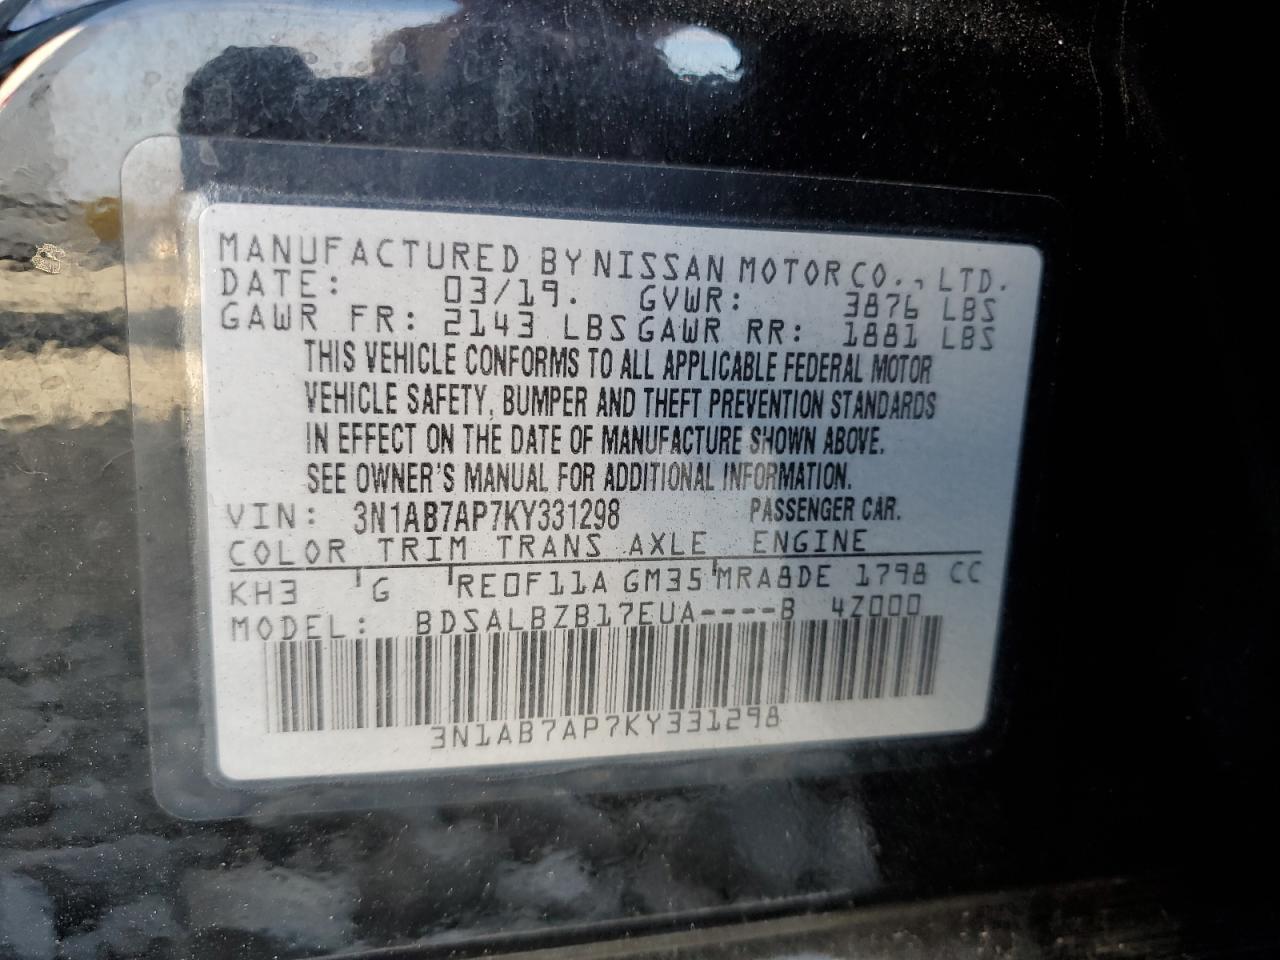 MANUFACTURED BY NISSAN MOTOR CO., LTD.
DATE: 03/19. GVWR: 3876 LBS
GAWR FR: 2143 LBS GAWR RR: 1881 LBS
THIS VEHICLE CONFORMS TO ALL APPLICABLE FEDERAL MOTOR
VEHICLE SAFETY, BUMPER AND THEFT PREVENTION STANDARDS
IN EFFECT ON THE DATE OF MANUFACTURE SHOWN ABOVE.
SEE OWNER'S MANUAL FOR ADDITIONAL INFORMATION.
VIN: 3N1AB7AP7KY331298 PASSENGER CAR.
COLOR TRIM TRANS AXLE ENGINE
KH3 G RE0F11A GM35 MRA8DE 1798 CC
MODEL: BDSALBZB17EUA----B 4Z000
3N1AB7AP7KY331298